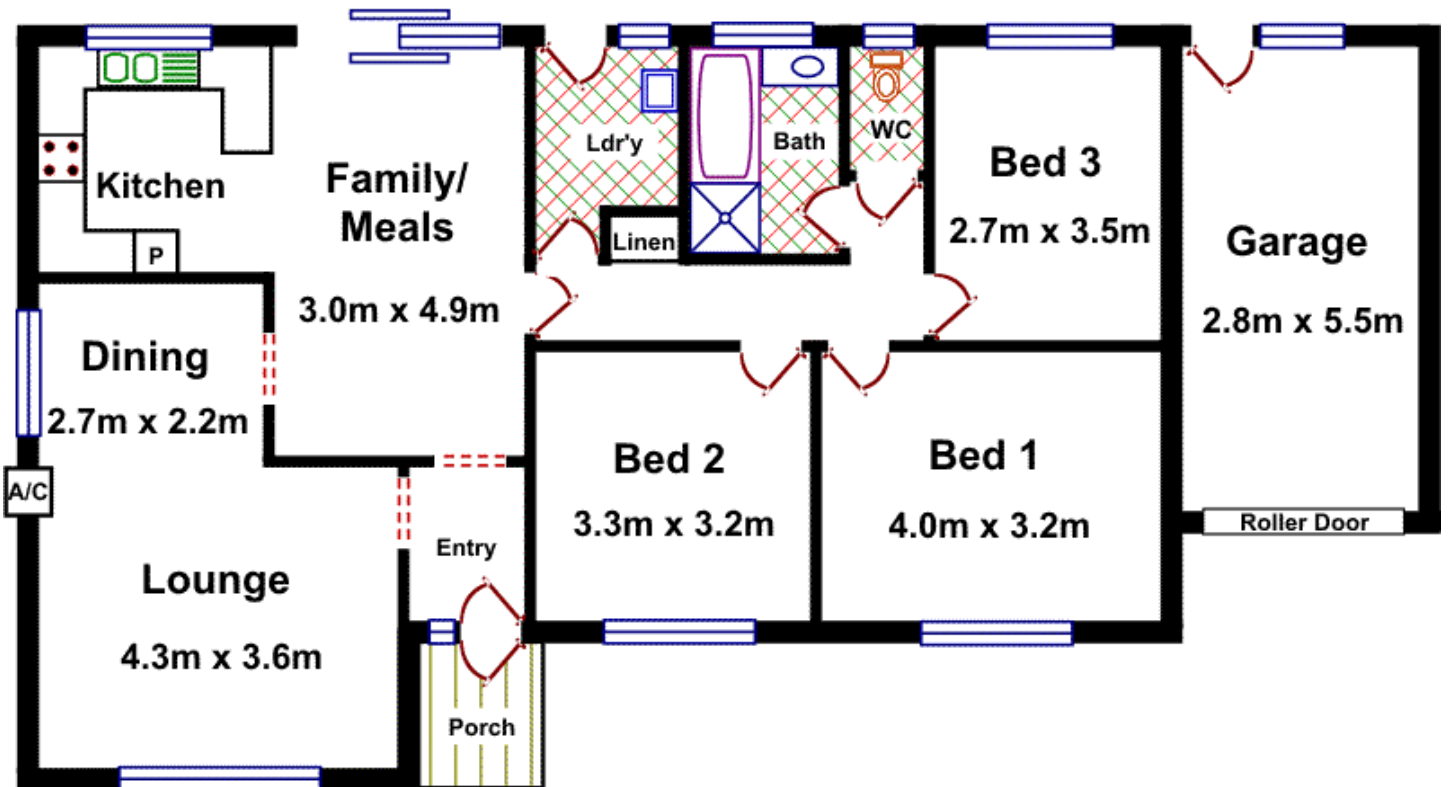 Kitchen
P
Family/
Meals
3.0m x 4.9m
Ldr'y
Linen
Bath
WC
Bed 3
2.7m x 3.5m
Garage
2.8m x 5.5m
Roller Door
Dining
2.7m x 2.2m
A/C
Lounge
4.3m x 3.6m
Entry
Porch
Bed 2
3.3m x 3.2m
Bed 1
4.0m x 3.2m